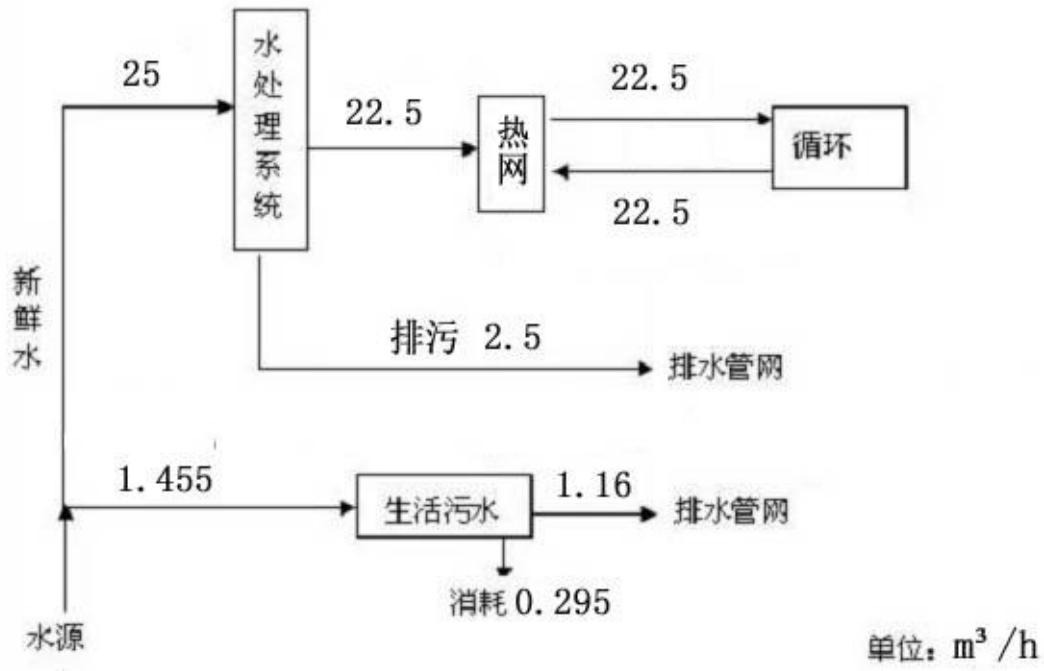 25
水处理系统
22.5
热网
22.5
循环
22.5
新鲜水
排污 2.5
排水管网
1.455
生活污水
1.16
排水管网
消耗 0.295
水源
单位：m³/h